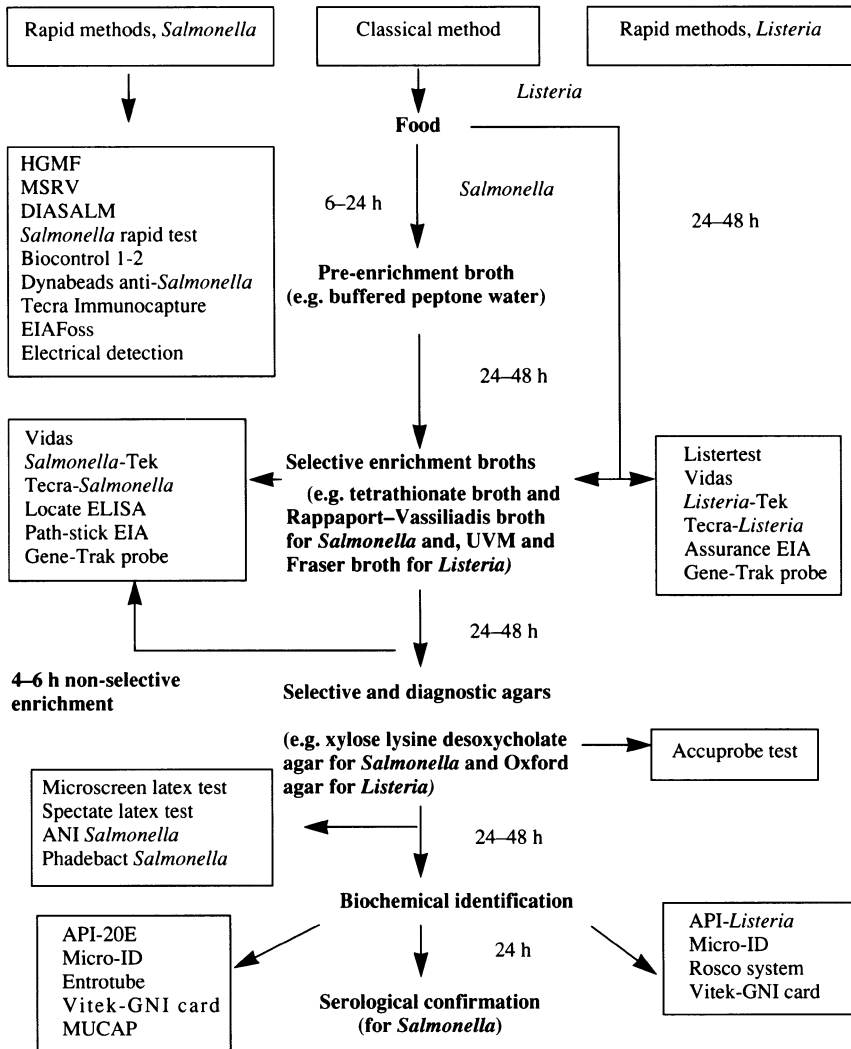 Rapid methods, Salmonella
Classical method
Rapid methods, Listeria
Listeria
Food
HGMF
MSRV
DIASALM
Salmonella rapid test
Biocontrol 1-2
Dynabeads anti-Salmonella
Tecra Immunocapture
EIAFoss
Electrical detection
Salmonella
6–24 h
24–48 h
Pre-enrichment broth
(e.g. buffered peptone water)
24–48 h
Vidas
Salmonella-Tek
Tecra-Salmonella
Locate ELISA
Path-stick EIA
Gene-Trak probe
Selective enrichment broths
(e.g. tetrathionate broth and
Rappaport–Vassiliadis broth
for Salmonella and, UVM and
Fraser broth for Listeria)
Listertest
Vidas
Listeria-Tek
Tecra-Listeria
Assurance EIA
Gene-Trak probe
24–48 h
4–6 h non-selective
enrichment
Selective and diagnostic agars
(e.g. xylose lysine desoxycholate
agar for Salmonella and Oxford
agar for Listeria)
Accuprobe test
Microscreen latex test
Spectate latex test
ANI Salmonella
Phadebact Salmonella
24–48 h
Biochemical identification
API-20E
Micro-ID
Entrotube
Vitek-GNI card
MUCAP
24 h
API-Listeria
Micro-ID
Rosco system
Vitek-GNI card
Serological confirmation
(for Salmonella)